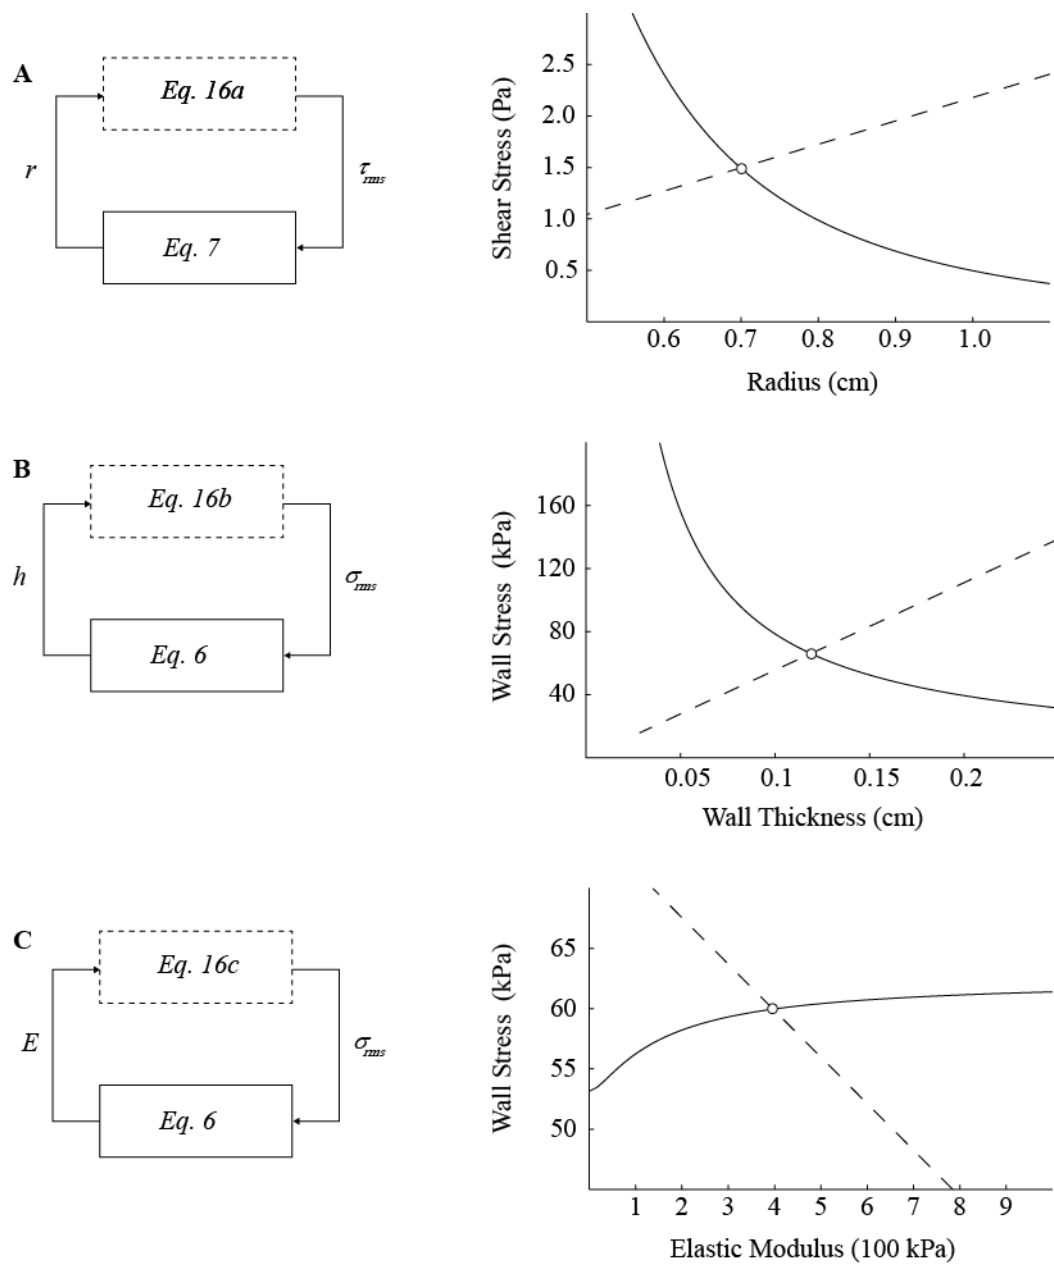 A
Eq. 16a
r
τrms
Eq. 7
Shear Stress (Pa)
2.5
2.0
1.5
1.0
0.5
0.6 0.7 0.8 0.9 1.0
Radius (cm)
B
Eq. 16b
h
σrms
Eq. 6
Wall Stress (kPa)
160
120
80
40
0.05 0.1 0.15 0.2
Wall Thickness (cm)
C
Eq. 16c
E
σrms
Eq. 6
Wall Stress (kPa)
65
60
55
50
1 2 3 4 5 6 7 8 9
Elastic Modulus (100 kPa)